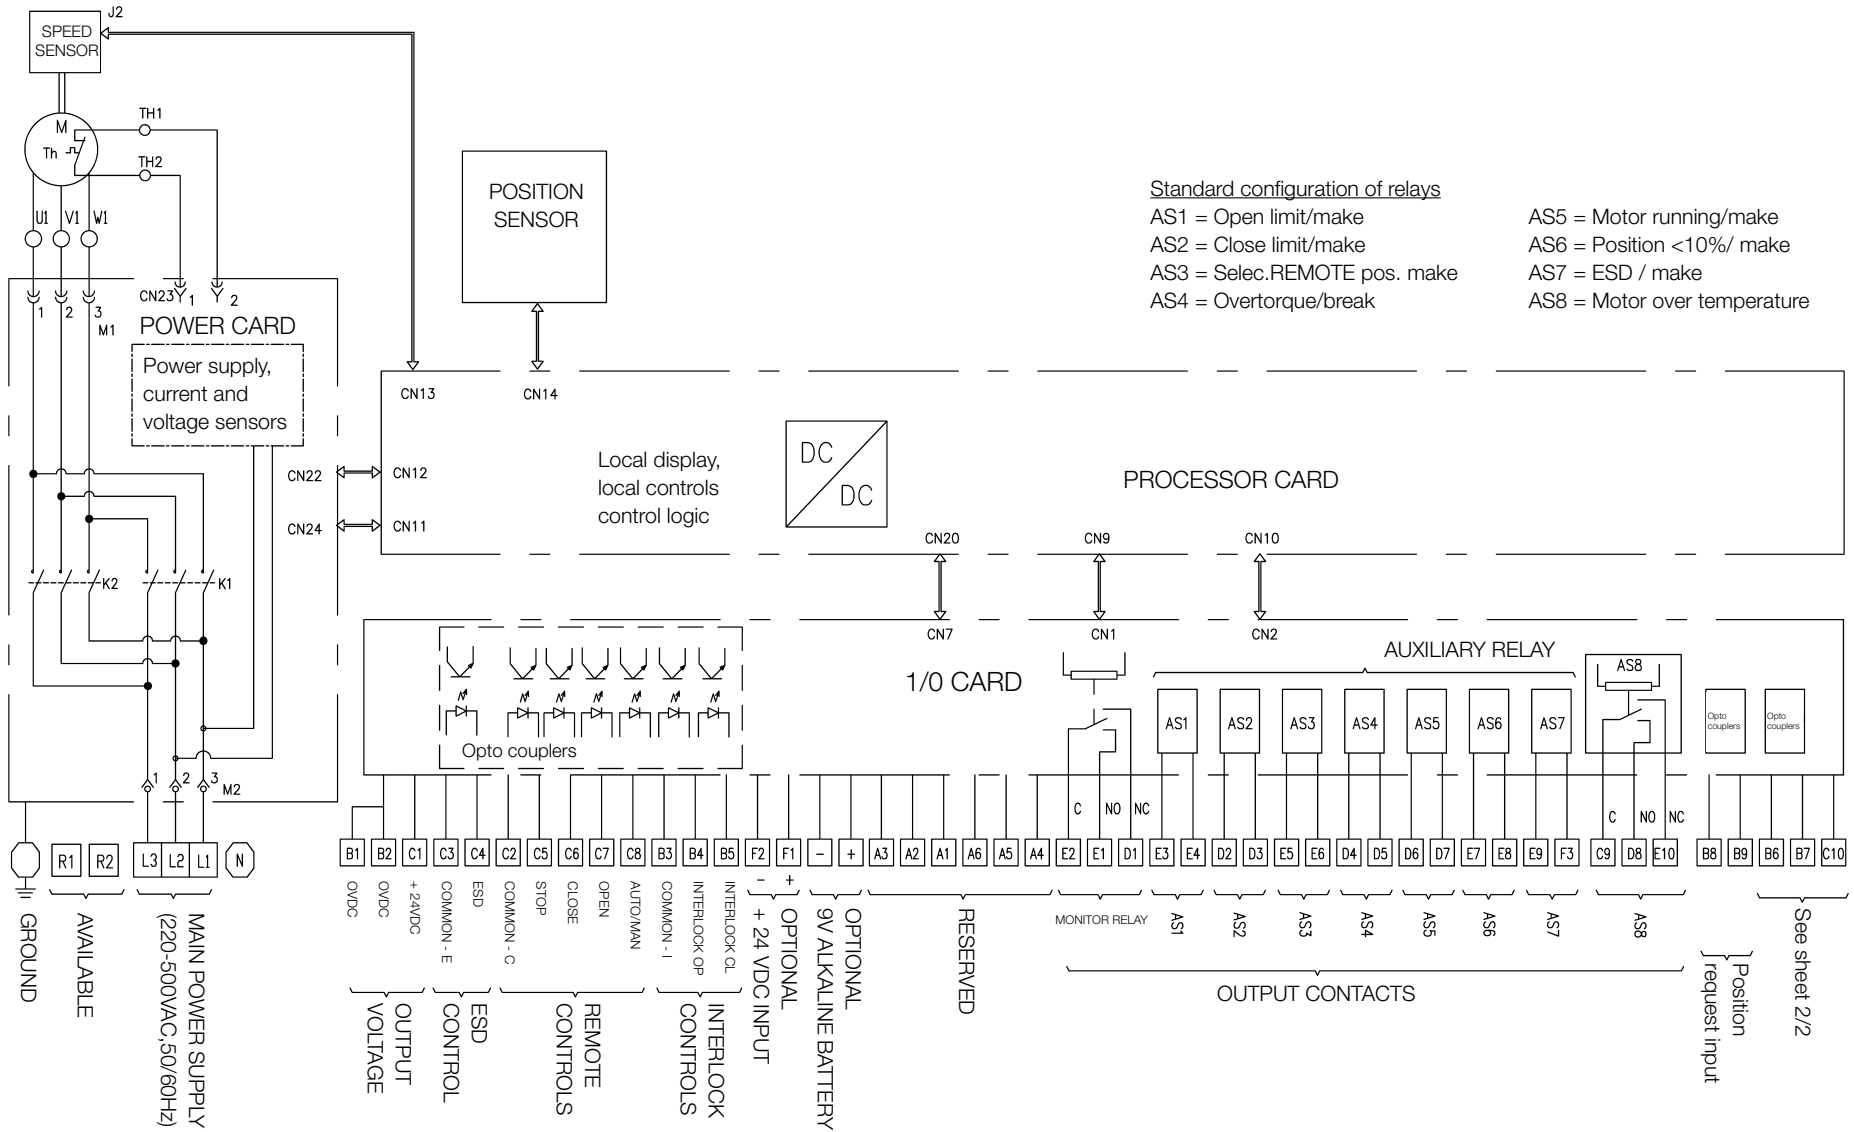 J2
SPEED
SENSOR
M
Th
TH1
TH2
U1 V1 W1
POSITION
SENSOR
Standard configuration of relays
AS1 = Open limit/make
AS2 = Close limit/make
AS3 = Selec.REMOTE pos. make
AS4 = Overtorque/break
AS5 = Motor running/make
AS6 = Position <10%/ make
AS7 = ESD / make
AS8 = Motor over temperature
CN23 1 2
1 2 3
M1
POWER CARD
Power supply,
current and
voltage sensors
CN13
CN14
CN22
CN12
CN24
CN11
Local display,
local controls
control logic
DC
DC
PROCESSOR CARD
CN20
CN9
CN10
K2
K1
CN7
CN1
CN2
1/0 CARD
AUXILIARY RELAY
Opto couplers
AS1 AS2 AS3 AS4 AS5 AS6 AS7
AS8
Opto
couplers
Opto
couplers
1 2 3
M2
C NO NC
C NO NC
R1 R2
L3 L2 L1
N
B1 B2 C1 C3 C4 C2 C5 C6 C7 C8 B3 B4 B5 F2 F1 - + A3 A2 A1 A6 A5 A4 E2 E1 D1 E3 E4 D2 D3 E5 E6 D4 D5 D6 D7 E7 E8 E9 F3 C9 D8 E10 B8 B9 B6 B7 C10
- +
GROUND
AVAILABLE
MAIN POWER SUPPLY
(220-500VAC,50/60Hz)
OVDC
OVDC
+ 24VDC
COMMON - E
ESD
COMMON - C
STOP
CLOSE
OPEN
AUTO/MAN
COMMON - I
INTERLOCK OP
INTERLOCK CL
OUTPUT
VOLTAGE
ESD
CONTROL
REMOTE
CONTROLS
INTERLOCK
CONTROLS
OPTIONAL
+ 24 VDC INPUT
OPTIONAL
9V ALKALINE BATTERY
RESERVED
MONITOR RELAY
AS1
AS2
AS3
AS4
AS5
AS6
AS7
AS8
OUTPUT CONTACTS
Position
request input
See sheet 2/2